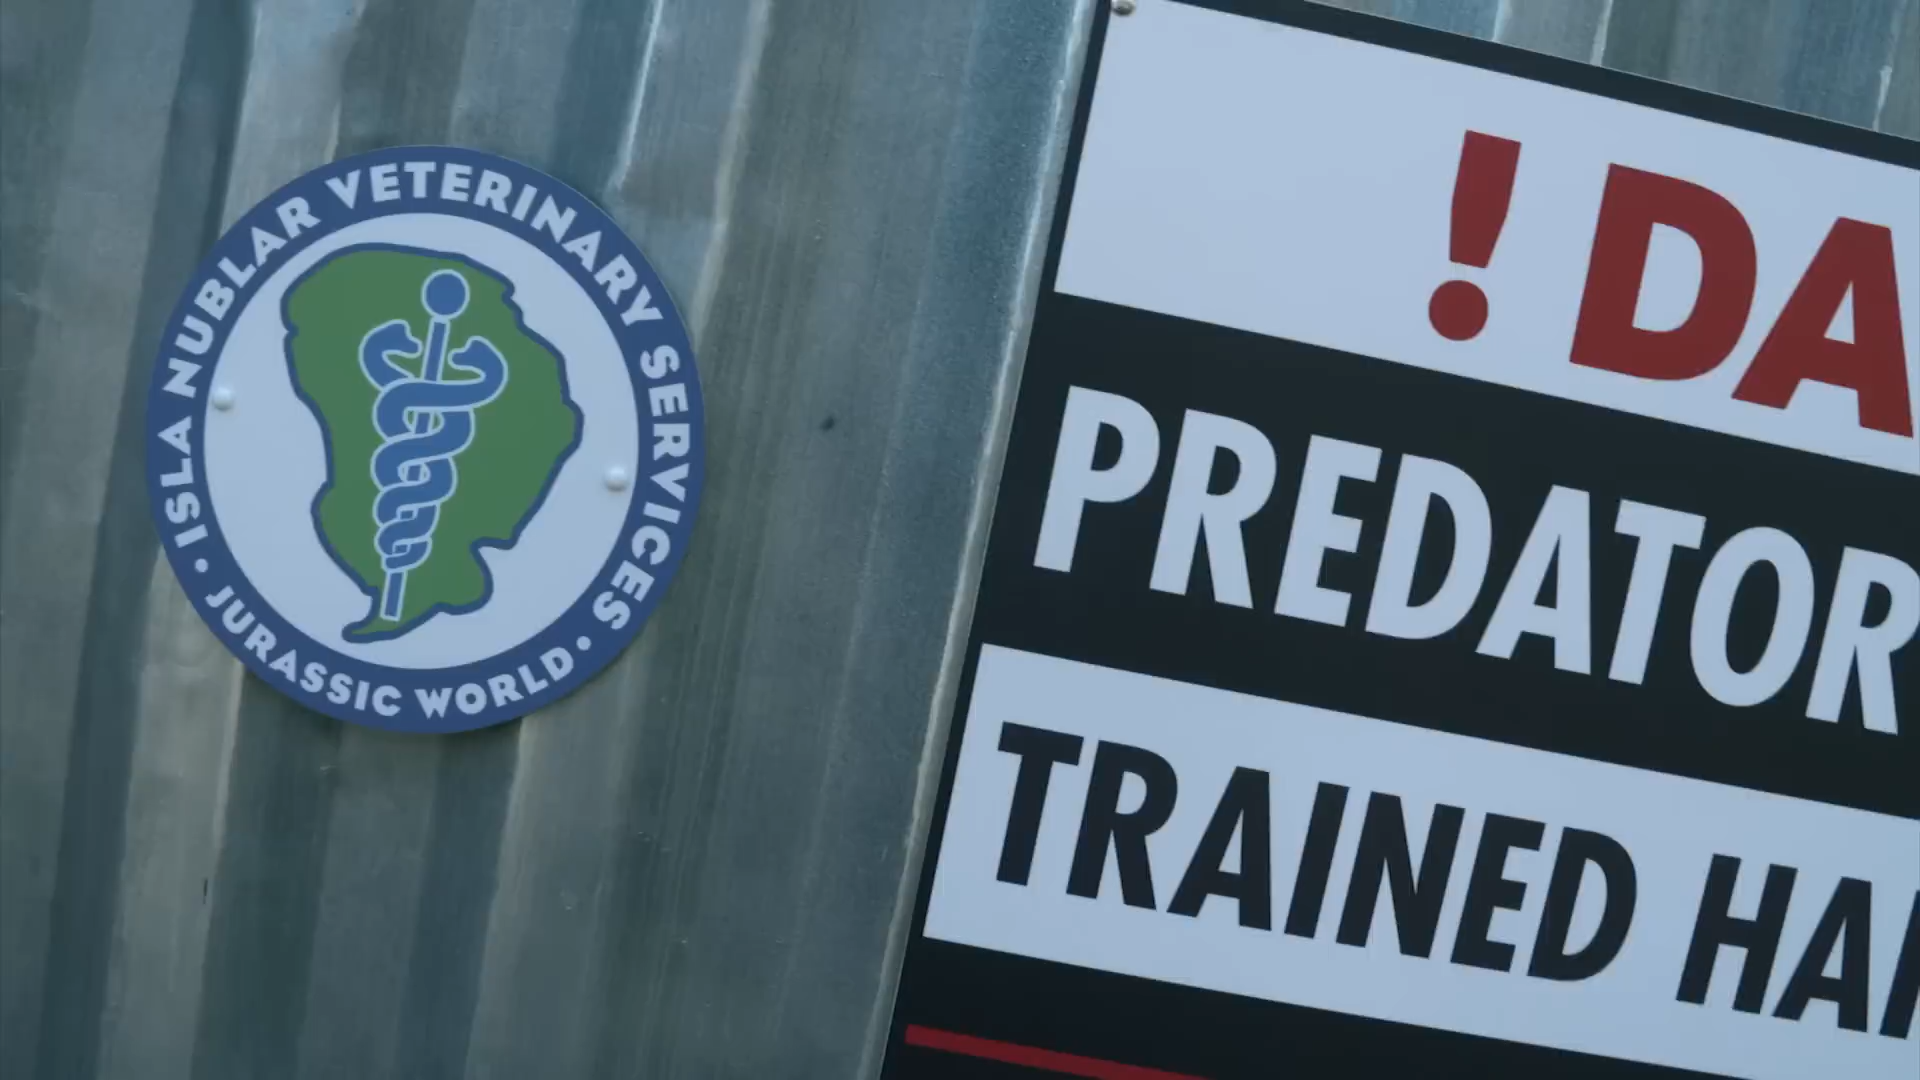 ISLA NUBLAR VETERINARY SERVICES
• JURASSIC WORLD •
! DA
PREDATOR
TRAINED HA